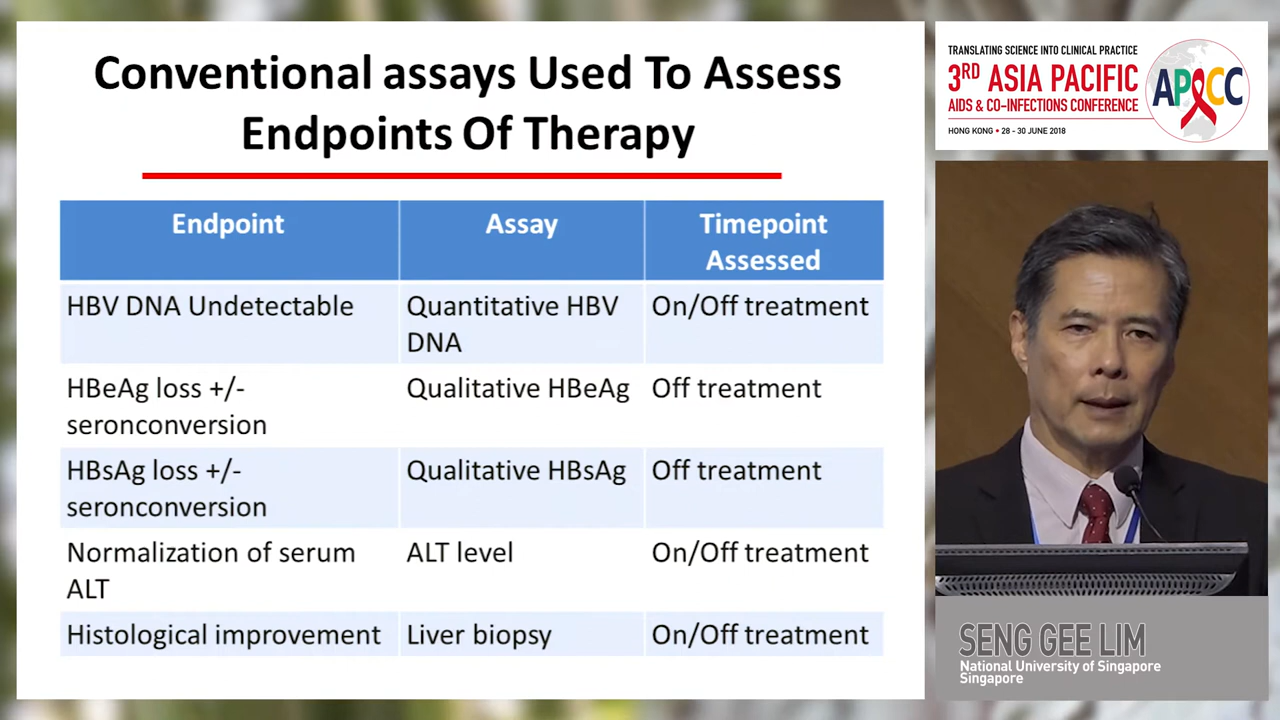 Conventional assays Used To Assess
Endpoints Of Therapy
Endpoint
Assay
Timepoint
Assessed
HBV DNA Undetectable
Quantitative HBV
DNA
On/Off treatment
HBeAg loss +/-
seronconversion
Qualitative HBeAg
Off treatment
HBsAg loss +/-
seronconversion
Qualitative HBsAg
Off treatment
Normalization of serum
ALT
ALT level
On/Off treatment
Histological improvement
Liver biopsy
On/Off treatment
TRANSLATING SCIENCE INTO CLINICAL PRACTICE
3RD ASIA PACIFIC
AIDS & CO-INFECTIONS CONFERENCE
HONG KONG • 28 - 30 JUNE 2018
APACC
SENG GEE LIM
National University of Singapore
Singapore